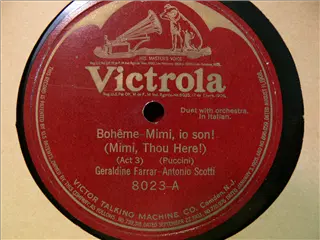 HIS MASTER'S VOICE
Victrola
Duet with orchestra.
In Italian.
Bohême-Mimi, io son!
(Mimi, Thou Here!)
(Act 3) (Puccini)
Geraldine Farrar-Antonio Scotti
8023-A
VICTOR TALKING MACHINE CO. Camden, N.J.